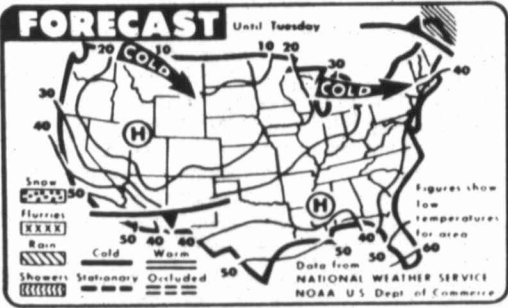 FORECAST Until Tuesday
20 10 10 20 30 40
COLD
COLD
30
40
H
H
50
Snow
Flurries
XXXX
Rain
Showers
Cold Warm
Stationary Occluded
50 40 40 50 50 40 50 60
Figures show
low
temperatures
for area
Data from
NATIONAL WEATHER SERVICE
NOAA U S Dept of Commerce